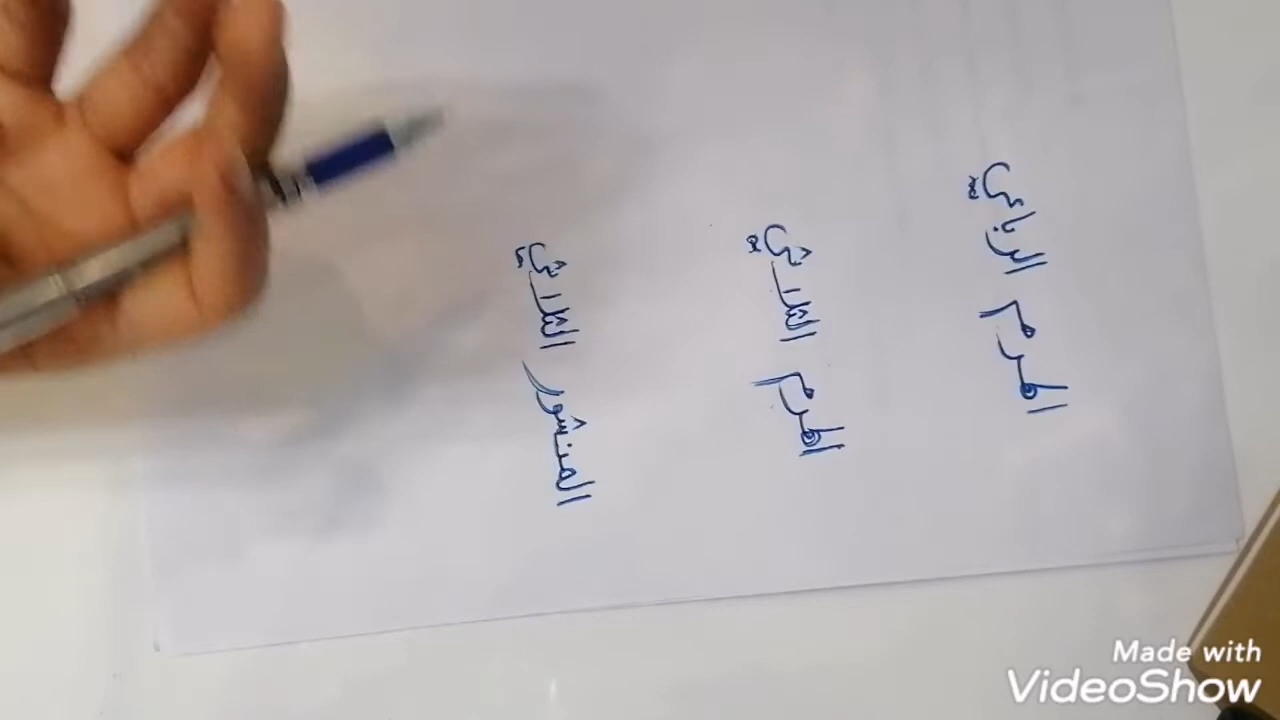 الهرم الرباعي
الهرم الثلاثي
المنشور الثلاثي
Made with
VideoShow